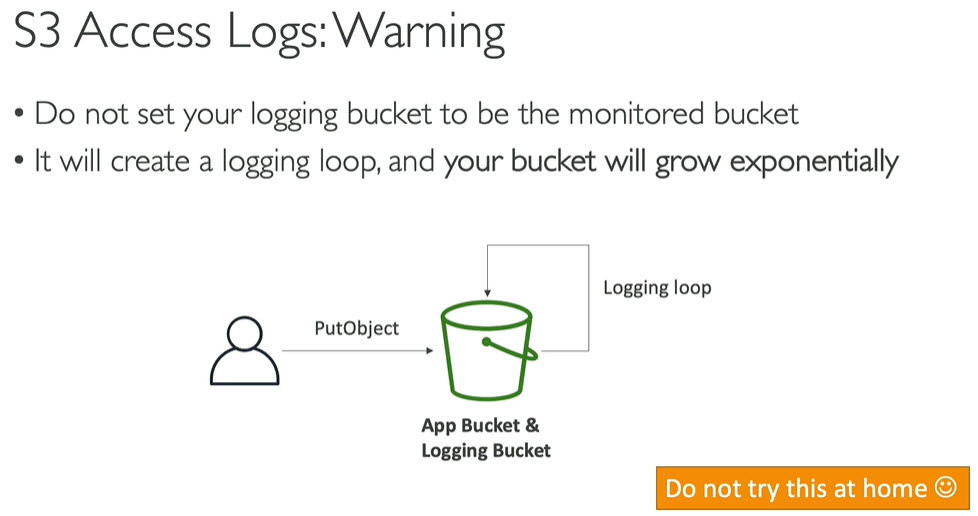 S3 Access Logs: Warning
• Do not set your logging bucket to be the monitored bucket
• It will create a logging loop, and your bucket will grow exponentially
Logging loop
PutObject
App Bucket &
Logging Bucket
Do not try this at home ☺